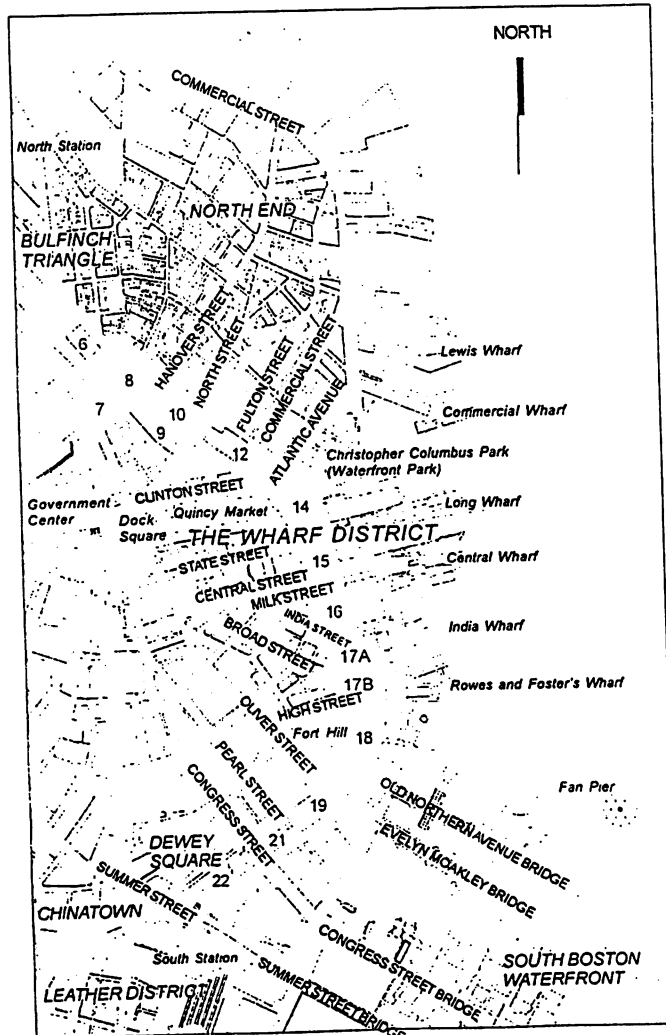 NORTH
COMMERCIAL STREET
North Station
NORTH END
BULFINCH
TRIANGLE
HANOVER STREET
NORTH STREET
FULTON STREET
COMMERCIAL STREET
ATLANTIC AVENUE
6
8
7
10
9
12
Lewis Wharf
Commercial Wharf
Christopher Columbus Park
(Waterfront Park)
CLINTON STREET
Government
Center
Dock
Square
Quincy Market
14
Long Wharf
THE WHARF DISTRICT
STATE STREET
15
Central Wharf
CENTRAL STREET
MILK STREET
16
INDIA STREET
India Wharf
BROAD STREET
17A
17B
Rowes and Foster's Wharf
HIGH STREET
OLIVER STREET
Fort Hill
18
PEARL STREET
CONGRESS STREET
19
Fan Pier
OLD NORTHERN AVENUE BRIDGE
EVELYN MOAKLEY BRIDGE
21
DEWEY
SQUARE
22
SUMMER STREET
CHINATOWN
South Station
CONGRESS STREET BRIDGE
SUMMER STREET BRIDGE
SOUTH BOSTON
WATERFRONT
LEATHER DISTRICT